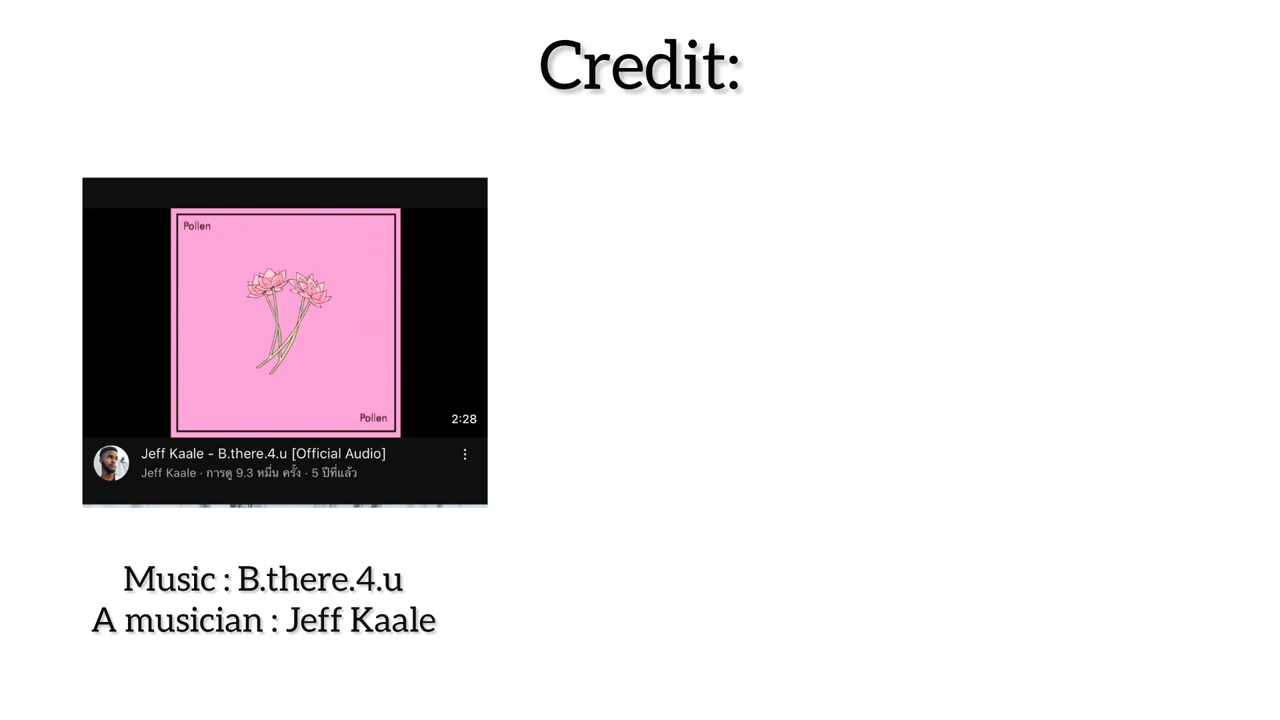 Credit:
Pollen
Pollen
2:28
Jeff Kaale - B.there.4.u [Official Audio]
Jeff Kaale · การดู 9.3 หมื่น ครั้ง · 5 ปีที่แล้ว
Music : B.there.4.u
A musician : Jeff Kaale